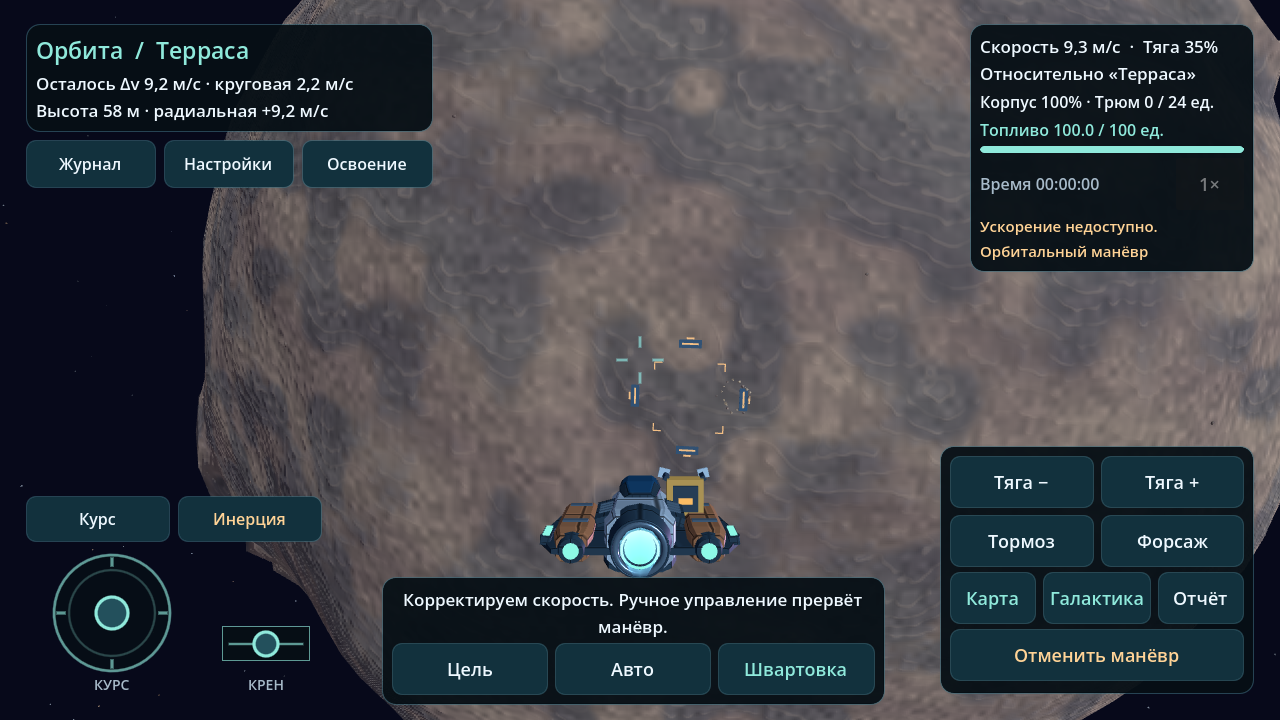 Орбита / Терраса
Осталось Δv 9,2 м/с · круговая 2,2 м/с
Высота 58 м · радиальная +9,2 м/с
Журнал
Настройки
Освоение
Скорость 9,3 м/с · Тяга 35%
Относительно «Терраса»
Корпус 100% · Трюм 0 / 24 ед.
Топливо 100.0 / 100 ед.
Время 00:00:00
1×
Ускорение недоступно.
Орбитальный манёвр
Курс
Инерция
КУРС
КРЕН
Корректируем скорость. Ручное управление прервёт
манёвр.
Цель
Авто
Швартовка
Тяга −
Тяга +
Тормоз
Форсаж
Карта
Галактика
Отчёт
Отменить манёвр